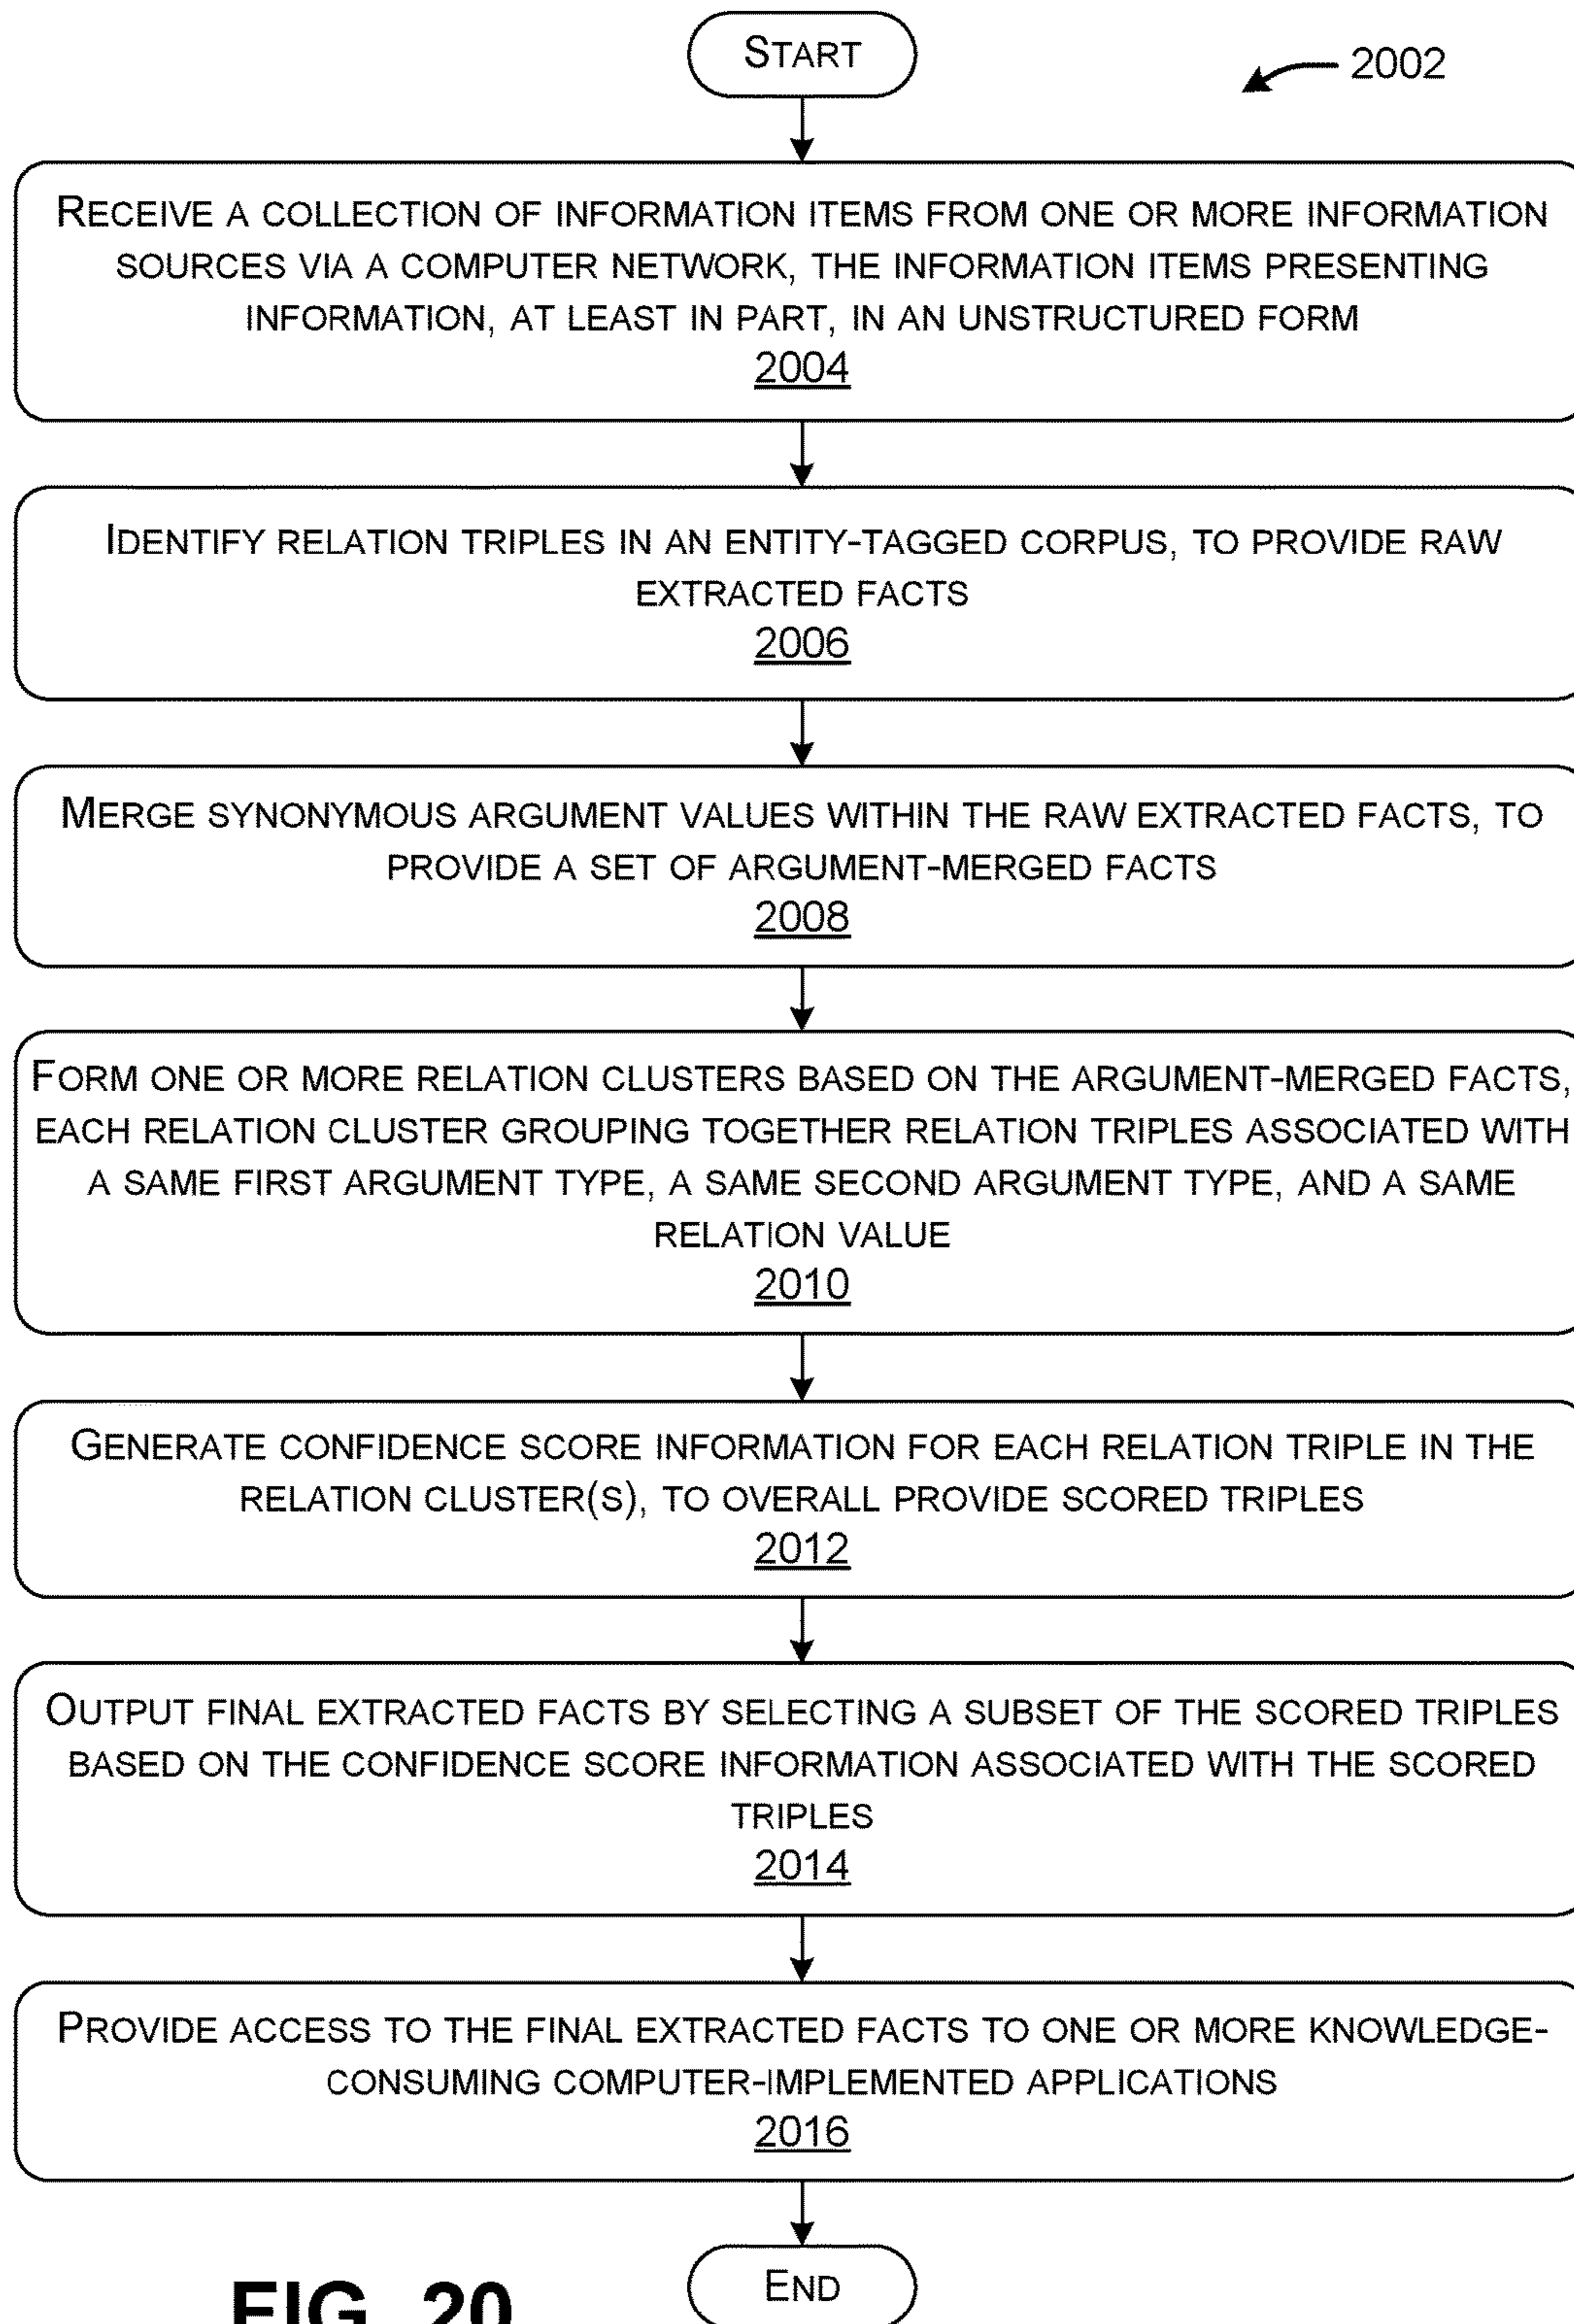 START
2002
RECEIVE A COLLECTION OF INFORMATION ITEMS FROM ONE OR MORE INFORMATION
SOURCES VIA A COMPUTER NETWORK, THE INFORMATION ITEMS PRESENTING
INFORMATION, AT LEAST IN PART, IN AN UNSTRUCTURED FORM
2004
IDENTIFY RELATION TRIPLES IN AN ENTITY-TAGGED CORPUS, TO PROVIDE RAW
EXTRACTED FACTS
2006
MERGE SYNONYMOUS ARGUMENT VALUES WITHIN THE RAW EXTRACTED FACTS, TO
PROVIDE A SET OF ARGUMENT-MERGED FACTS
2008
FORM ONE OR MORE RELATION CLUSTERS BASED ON THE ARGUMENT-MERGED FACTS,
EACH RELATION CLUSTER GROUPING TOGETHER RELATION TRIPLES ASSOCIATED WITH
A SAME FIRST ARGUMENT TYPE, A SAME SECOND ARGUMENT TYPE, AND A SAME
RELATION VALUE
2010
GENERATE CONFIDENCE SCORE INFORMATION FOR EACH RELATION TRIPLE IN THE
RELATION CLUSTER(S), TO OVERALL PROVIDE SCORED TRIPLES
2012
OUTPUT FINAL EXTRACTED FACTS BY SELECTING A SUBSET OF THE SCORED TRIPLES
BASED ON THE CONFIDENCE SCORE INFORMATION ASSOCIATED WITH THE SCORED
TRIPLES
2014
PROVIDE ACCESS TO THE FINAL EXTRACTED FACTS TO ONE OR MORE KNOWLEDGE-
CONSUMING COMPUTER-IMPLEMENTED APPLICATIONS
2016
END
FIG. 20